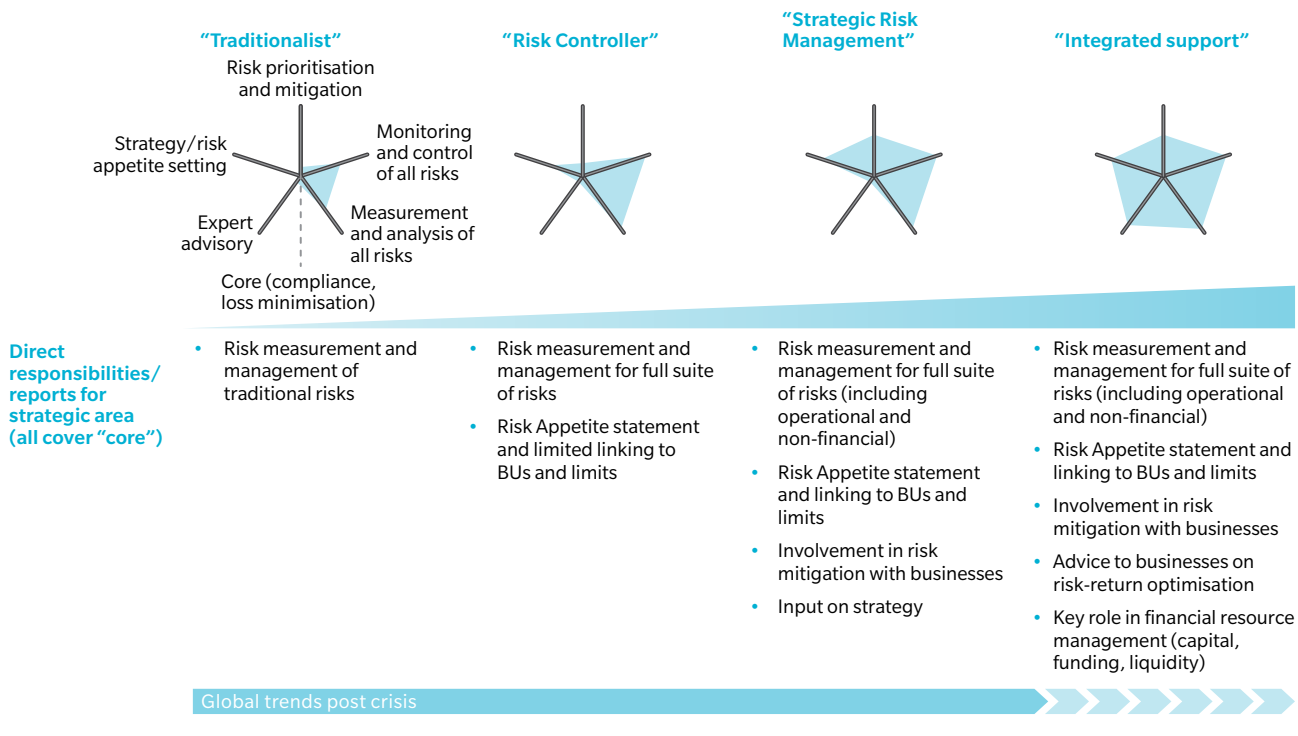 “Traditionalist”
Risk prioritisation
and mitigation
Strategy/risk
appetite setting
Monitoring
and control
of all risks
Expert
advisory
Measurement
and analysis of
all risks
Core (compliance,
loss minimisation)
“Risk Controller”
“Strategic Risk
Management”
“Integrated support”
Direct
responsibilities/
reports for
strategic area
(all cover “core”)
• Risk measurement and
management of
traditional risks
• Risk measurement and
management for full suite
of risks
• Risk Appetite statement
and limited linking to
BUs and limits
• Risk measurement and
management for full suite
of risks (including
operational and
non-financial)
• Risk Appetite statement
and linking to BUs and
limits
• Involvement in risk
mitigation with businesses
• Input on strategy
• Risk measurement and
management for full suite of
risks (including operational
and non-financial)
• Risk Appetite statement and
linking to BUs and limits
• Involvement in risk
mitigation with businesses
• Advice to businesses on
risk-return optimisation
• Key role in financial resource
management (capital,
funding, liquidity)
Global trends post crisis